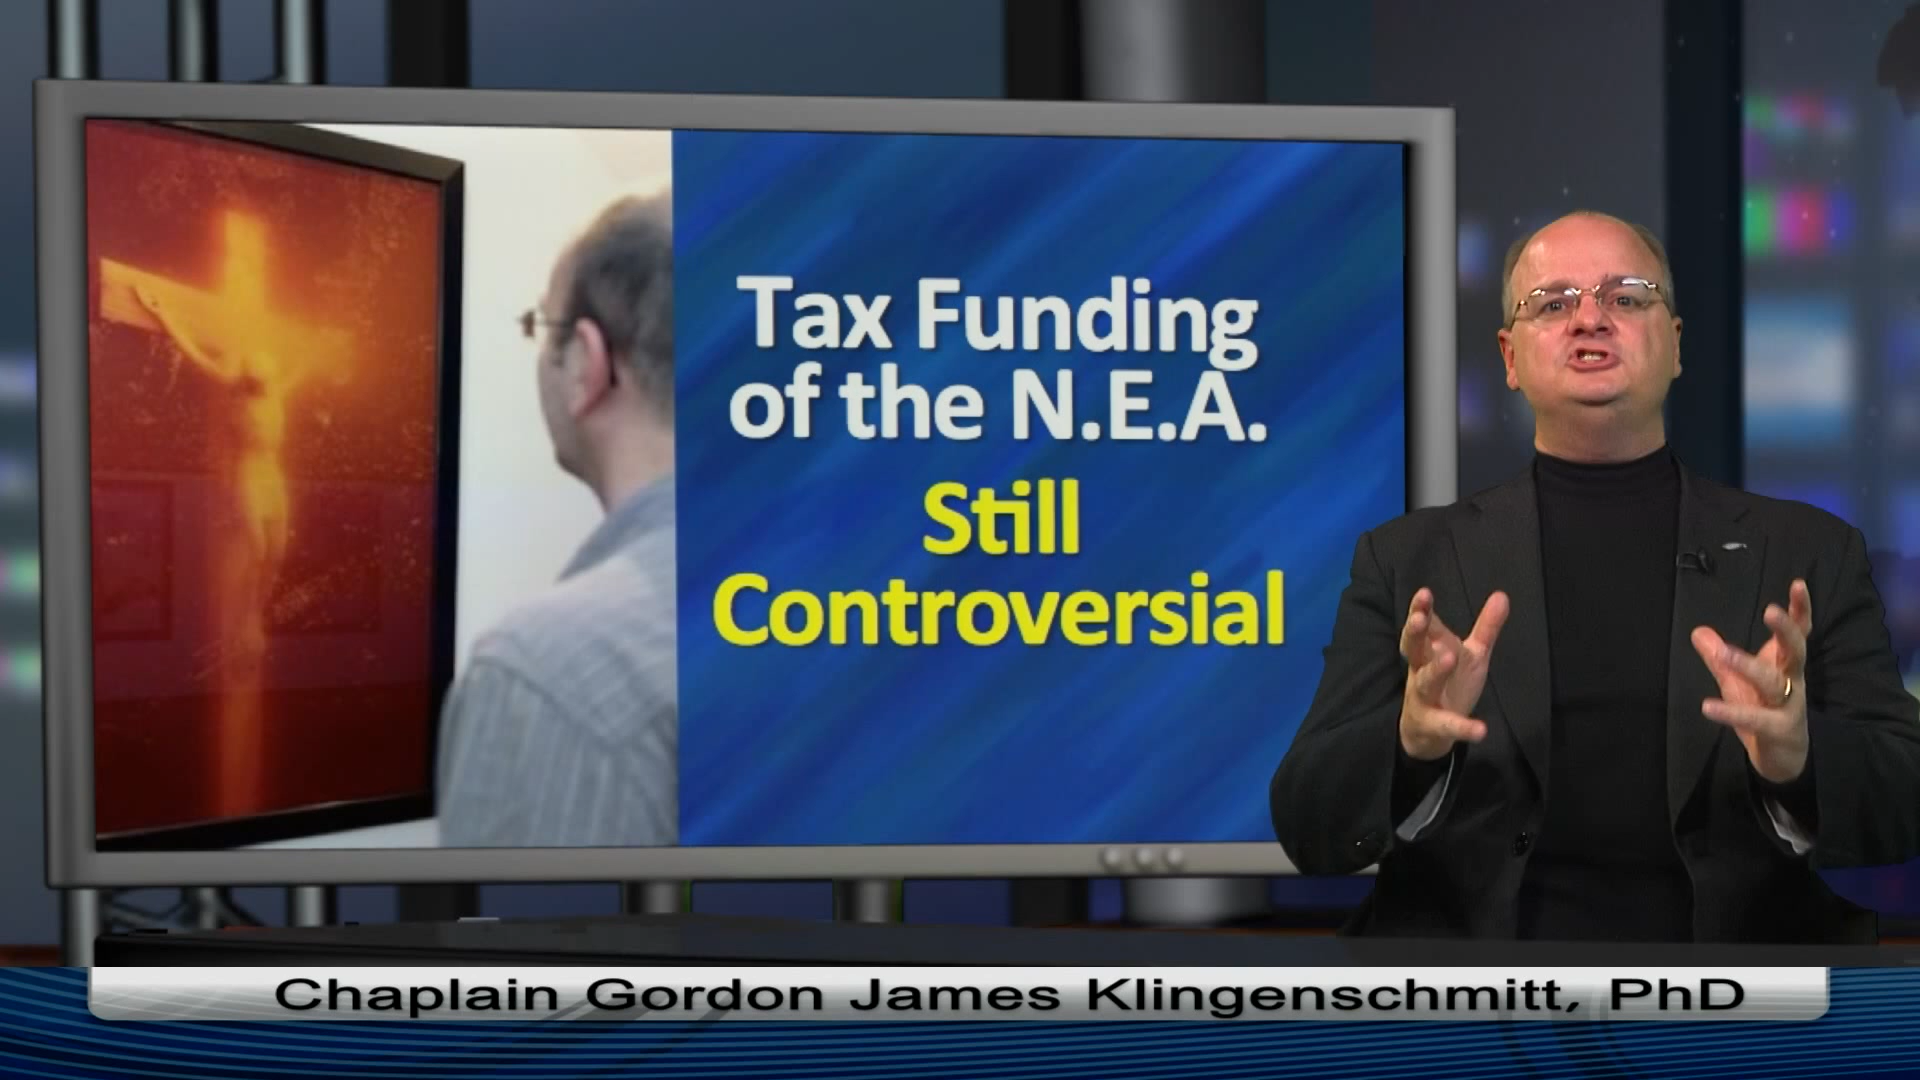 Tax Funding
of the N.E.A.
Still
Controversial
Chaplain Gordon James Klingenschmitt, PhD